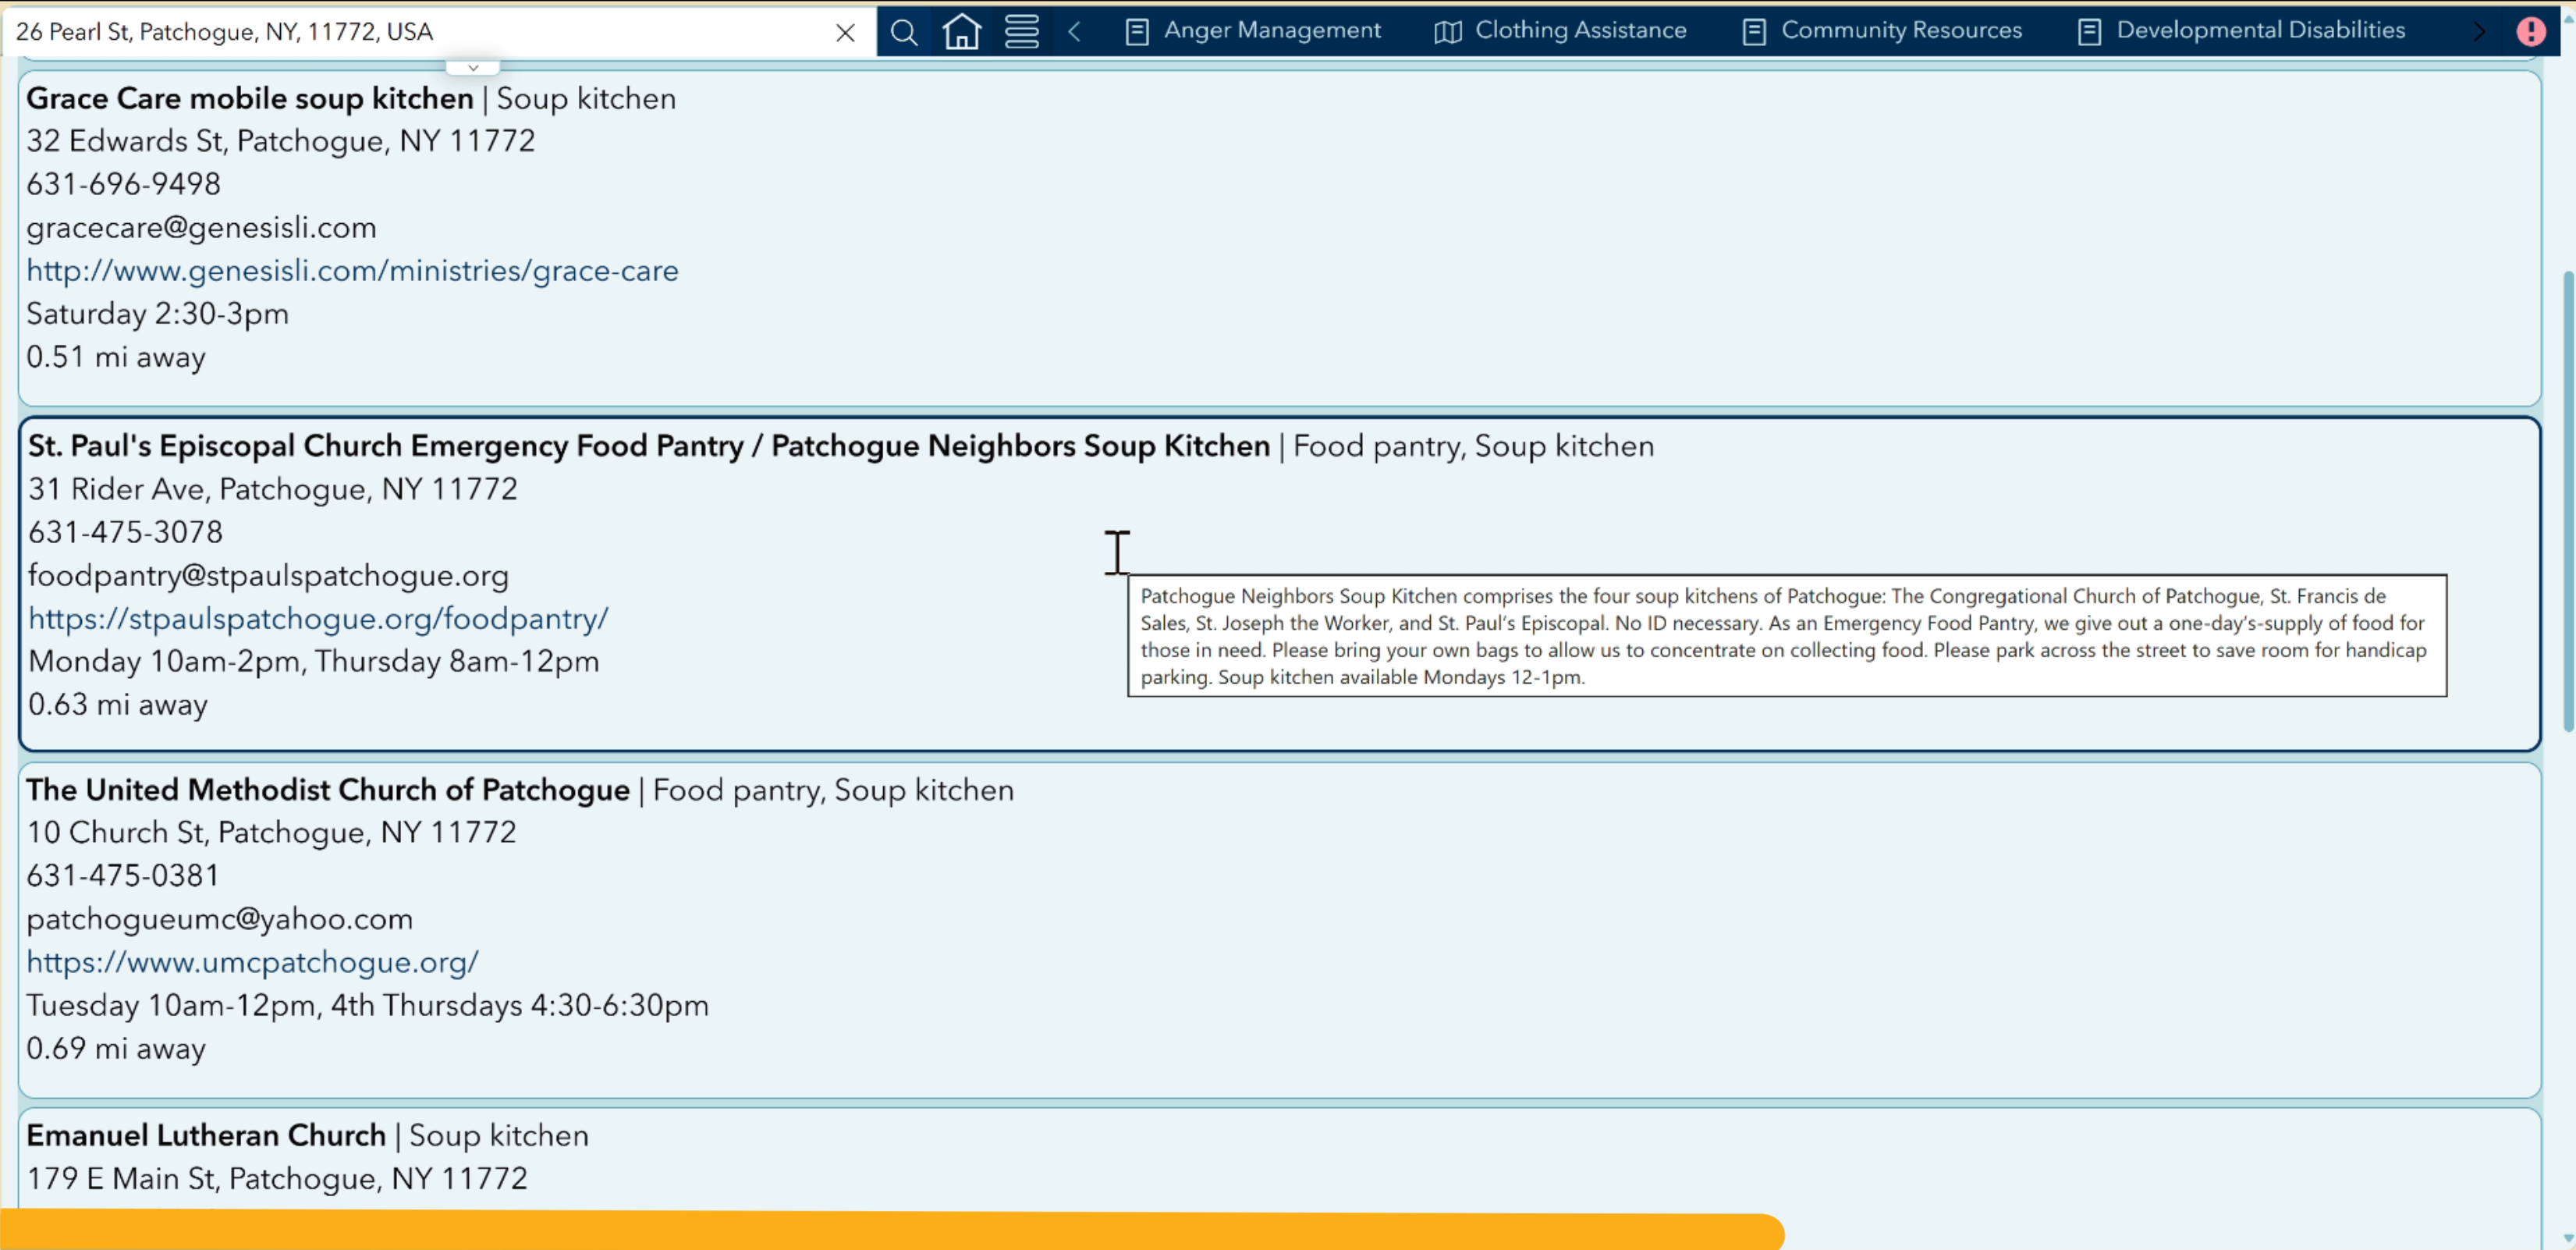 26 Pearl St, Patchogue, NY, 11772, USA
Anger Management
Clothing Assistance
Community Resources
Developmental Disabilities
Grace Care mobile soup kitchen | Soup kitchen
32 Edwards St, Patchogue, NY 11772
631-696-9498
gracecare@genesisli.com
http://www.genesisli.com/ministries/grace-care
Saturday 2:30-3pm
0.51 mi away
St. Paul's Episcopal Church Emergency Food Pantry / Patchogue Neighbors Soup Kitchen | Food pantry, Soup kitchen
31 Rider Ave, Patchogue, NY 11772
631-475-3078
foodpantry@stpaulspatchogue.org
https://stpaulspatchogue.org/foodpantry/
Monday 10am-2pm, Thursday 8am-12pm
0.63 mi away
Patchogue Neighbors Soup Kitchen comprises the four soup kitchens of Patchogue: The Congregational Church of Patchogue, St. Francis de
Sales, St. Joseph the Worker, and St. Paul's Episcopal. No ID necessary. As an Emergency Food Pantry, we give out a one-day's-supply of food for
those in need. Please bring your own bags to allow us to concentrate on collecting food. Please park across the street to save room for handicap
parking. Soup kitchen available Mondays 12-1pm.
The United Methodist Church of Patchogue | Food pantry, Soup kitchen
10 Church St, Patchogue, NY 11772
631-475-0381
patchogueumc@yahoo.com
https://www.umcpatchogue.org/
Tuesday 10am-12pm, 4th Thursdays 4:30-6:30pm
0.69 mi away
Emanuel Lutheran Church | Soup kitchen
179 E Main St, Patchogue, NY 11772